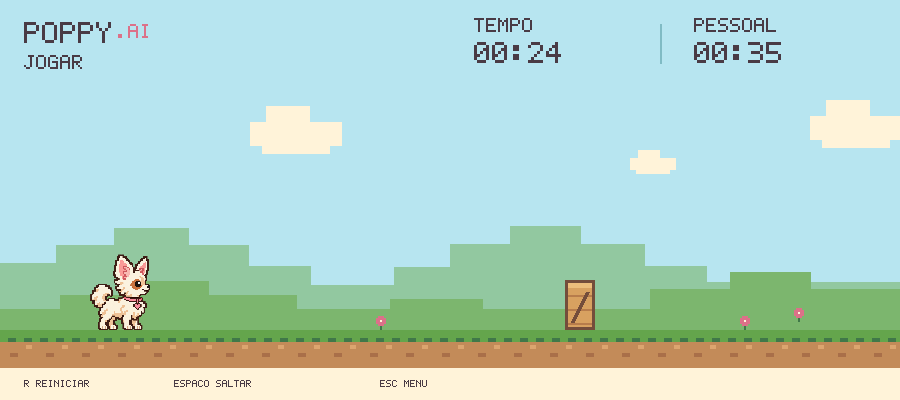 POPPY.AI
JOGAR
TEMPO
00:24
PESSOAL
00:35
R REINICIAR
ESPACO SALTAR
ESC MENU